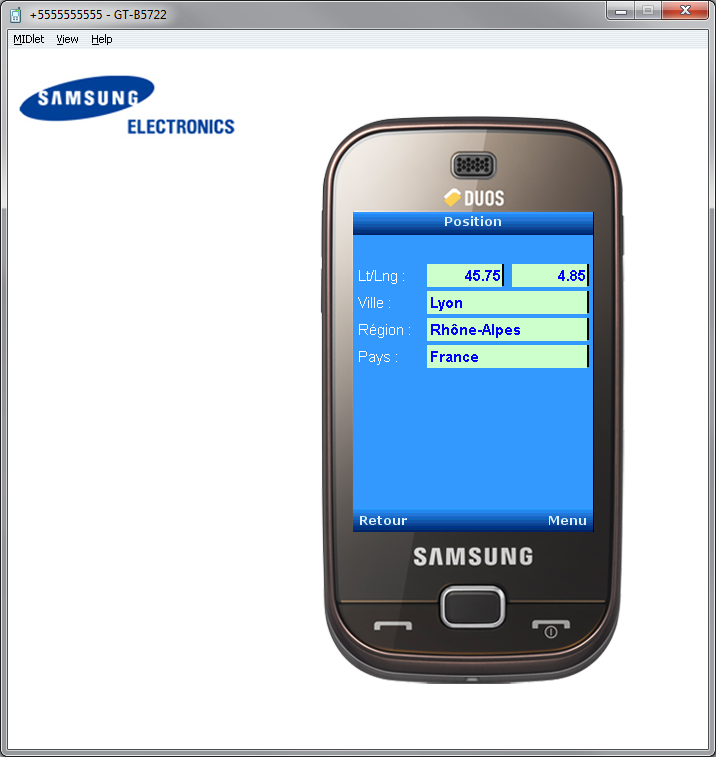 +5555555555 - GT-B5722
MIDlet View Help
SAMSUNG
ELECTRONICS
DUOS
Position
Lt/Lng : 45.75 4.85
Ville : Lyon
Région : Rhône-Alpes
Pays : France
Retour Menu
SAMSUNG